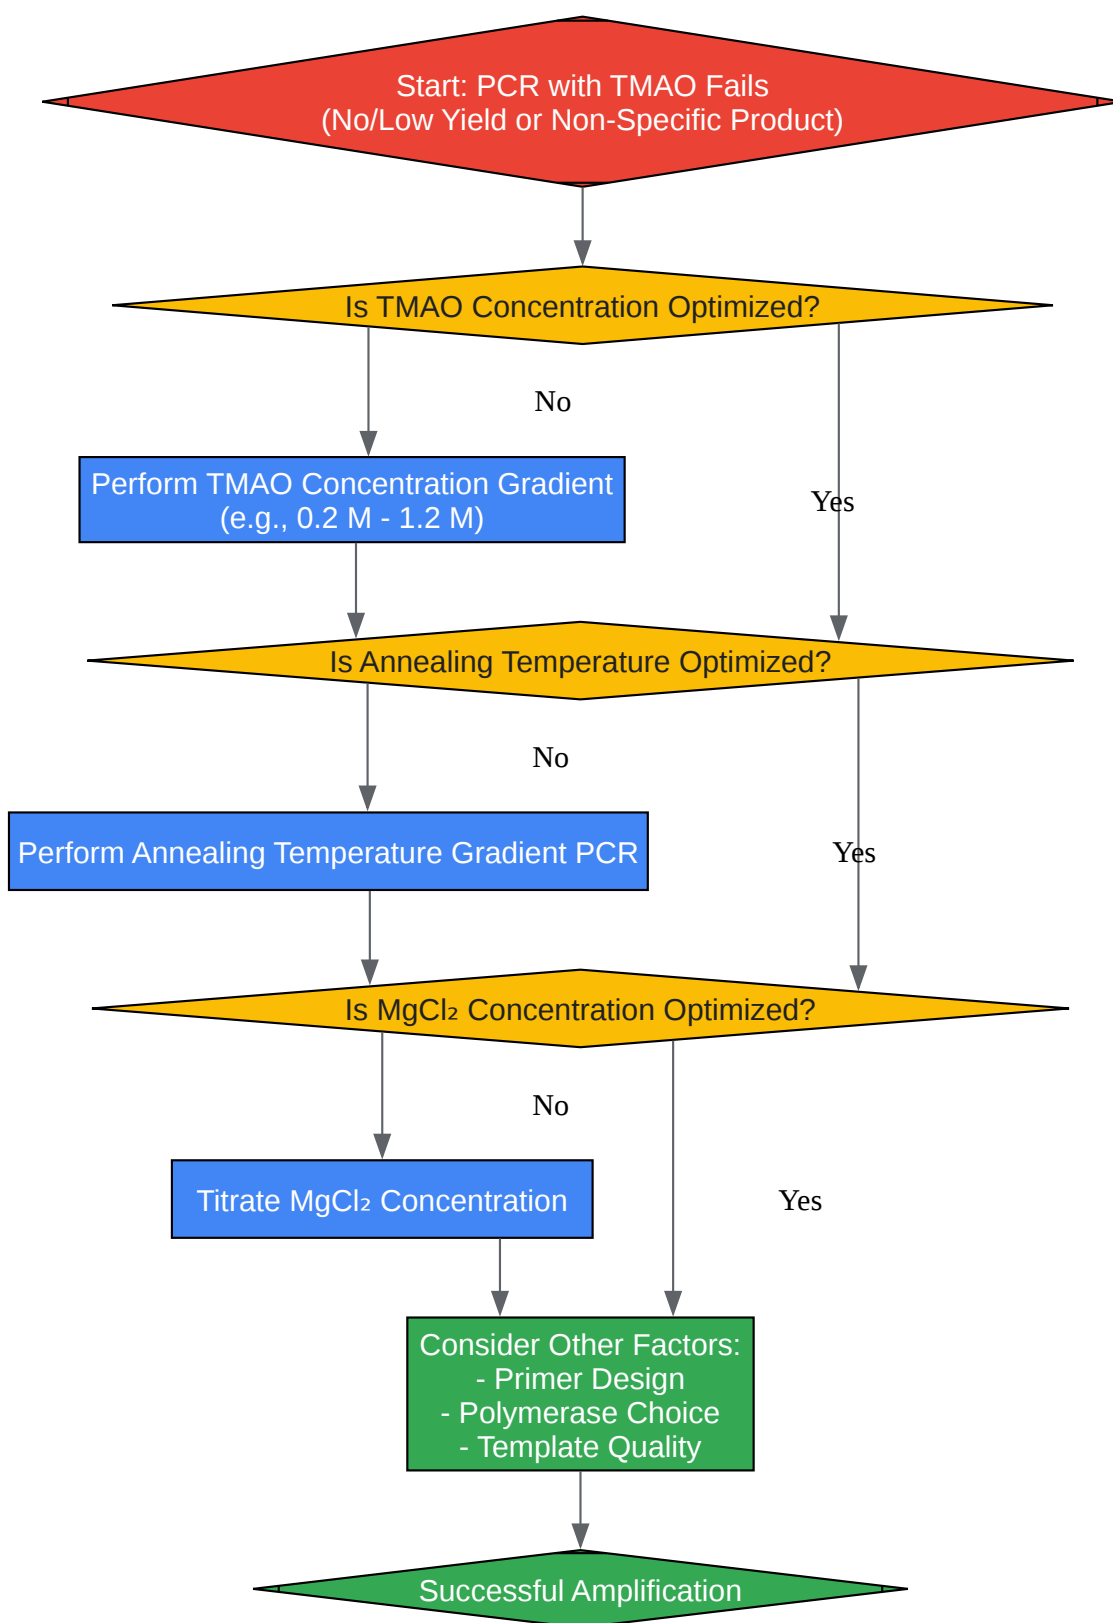 Start: PCR with TMAO Fails
(No/Low Yield or Non-Specific Product)
Is TMAO Concentration Optimized?
No
Perform TMAO Concentration Gradient
(e.g., 0.2 M - 1.2 M)
Yes
Is Annealing Temperature Optimized?
No
Perform Annealing Temperature Gradient PCR
Yes
Is MgCl₂ Concentration Optimized?
No
Titrate MgCl₂ Concentration
Yes
Consider Other Factors:
- Primer Design
- Polymerase Choice
- Template Quality
Successful Amplification